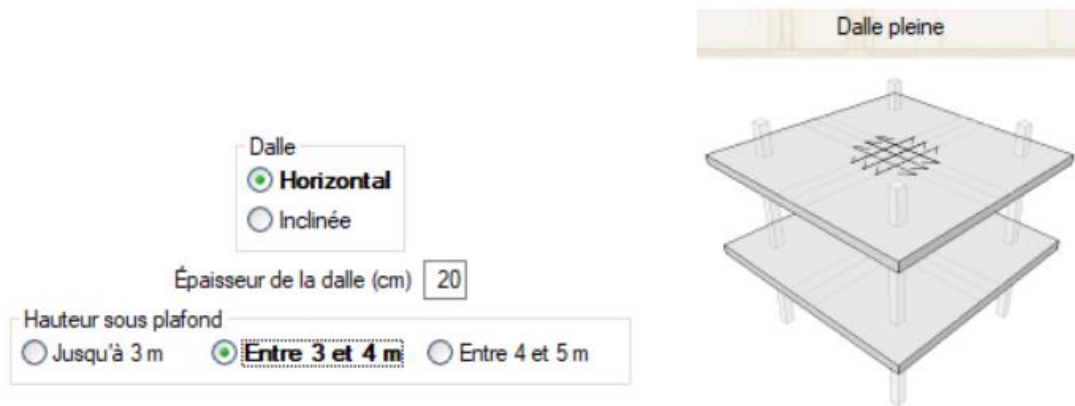 Dalle pleine
Dalle
Horizontal
Inclinée
Épaisseur de la dalle (cm) 20
Hauteur sous plafond
Jusqu'à 3 m Entre 3 et 4 m Entre 4 et 5 m